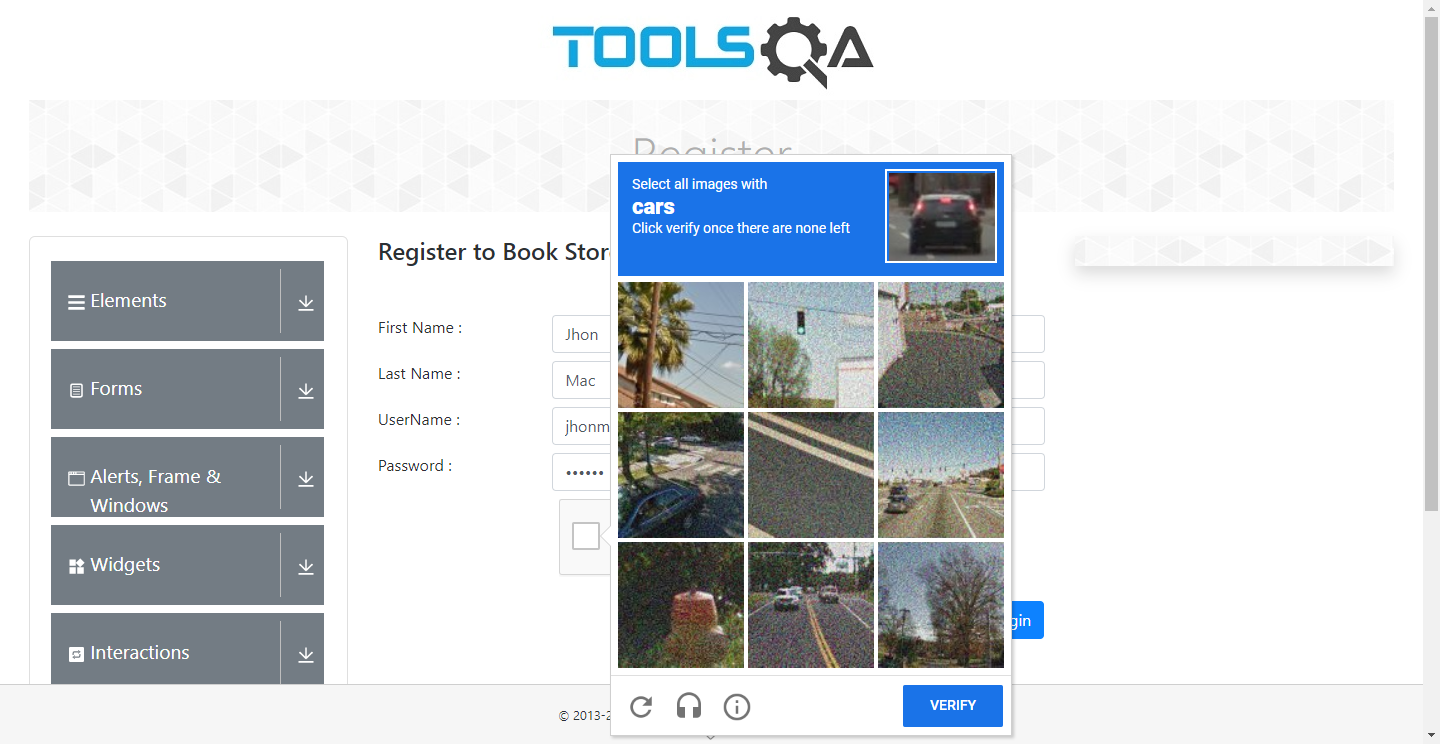 TOOLSQA
Register
Select all images with
cars
Click verify once there are none left
Register to Book Stor
Elements
First Name :
Jhon
Last Name :
Mac
Forms
UserName :
jhonm
Password :
••••••
Alerts, Frame &
Windows
Widgets
gin
Interactions
VERIFY
© 2013-2